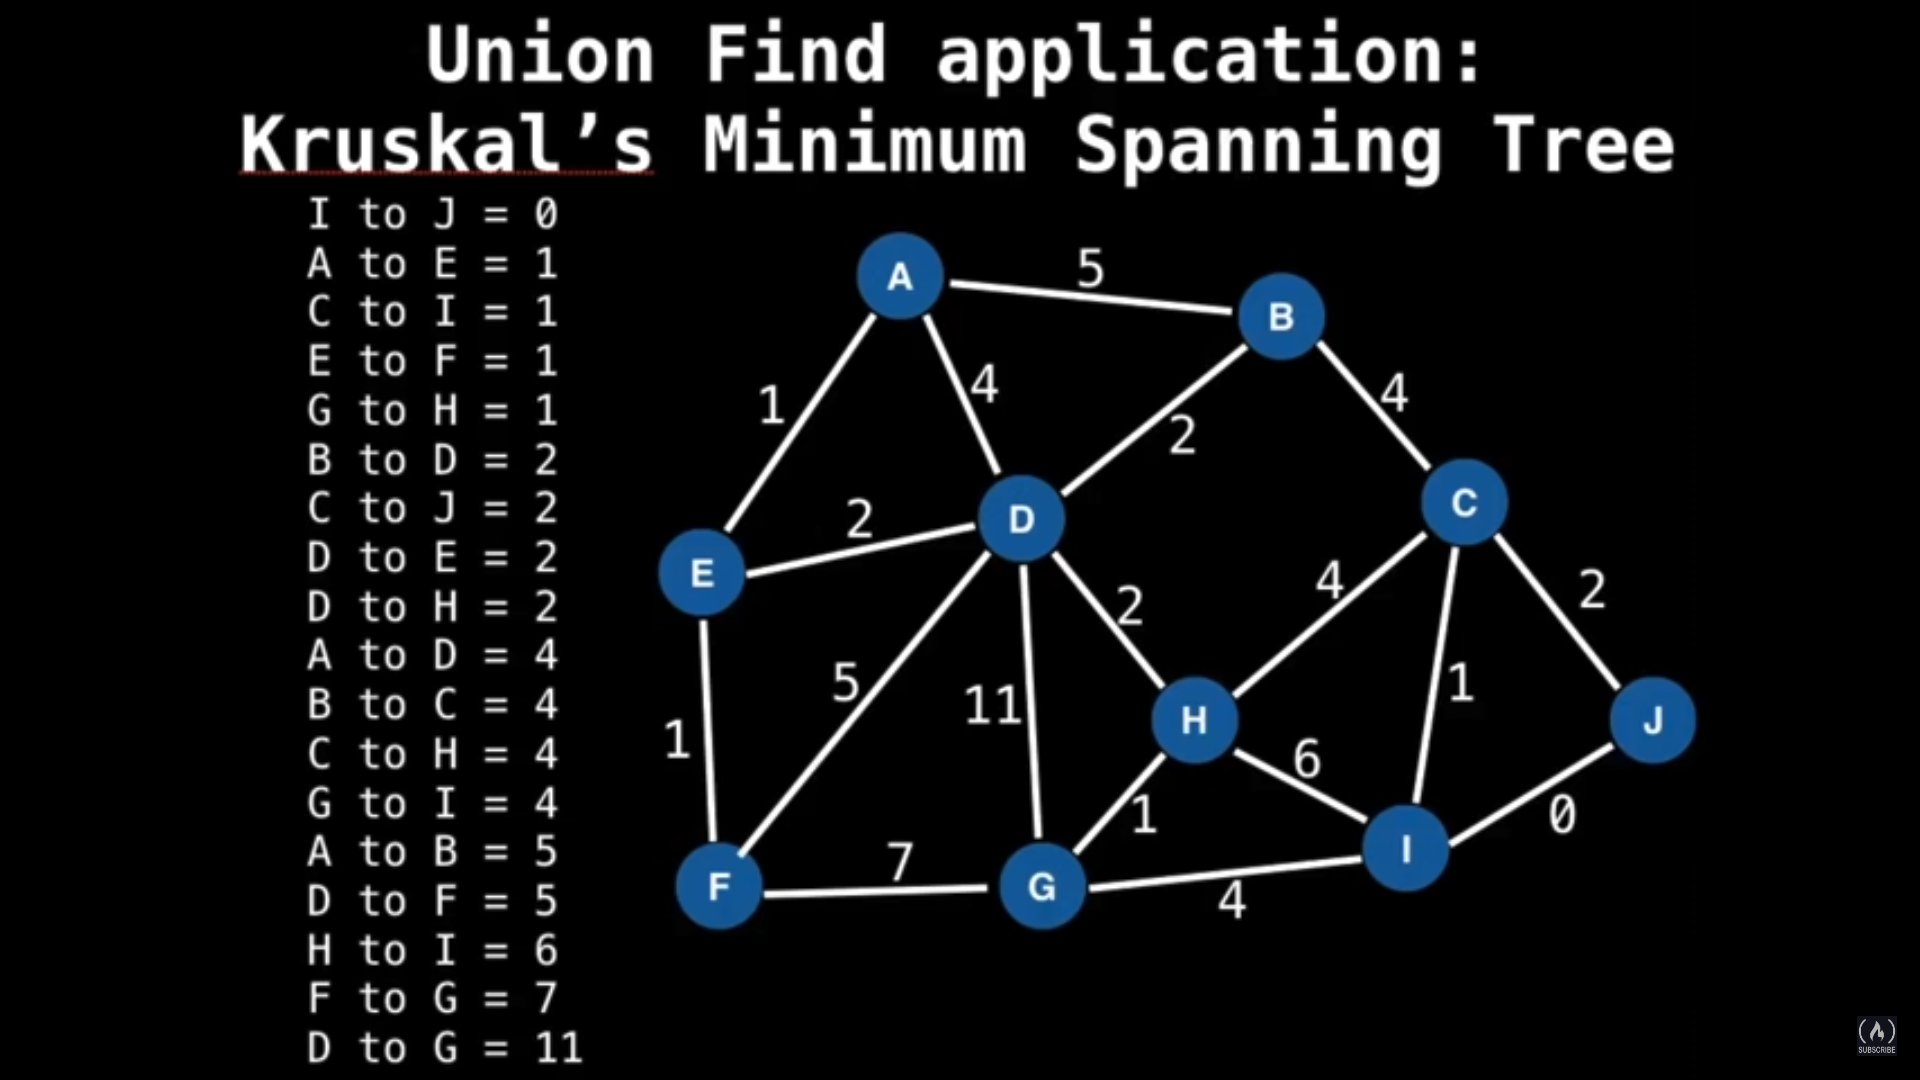 Union Find application:
Kruskal’s Minimum Spanning Tree
I to J = 0
A to E = 1
C to I = 1
E to F = 1
G to H = 1
B to D = 2
C to J = 2
D to E = 2
D to H = 2
A to D = 4
B to C = 4
C to H = 4
G to I = 4
A to B = 5
D to F = 5
H to I = 6
F to G = 7
D to G = 11
A
5
B
1
4
2
4
C
2
D
E
4
2
2
5
11
1
1
H
J
6
1
0
7
I
F
G
4
SUBSCRIBE